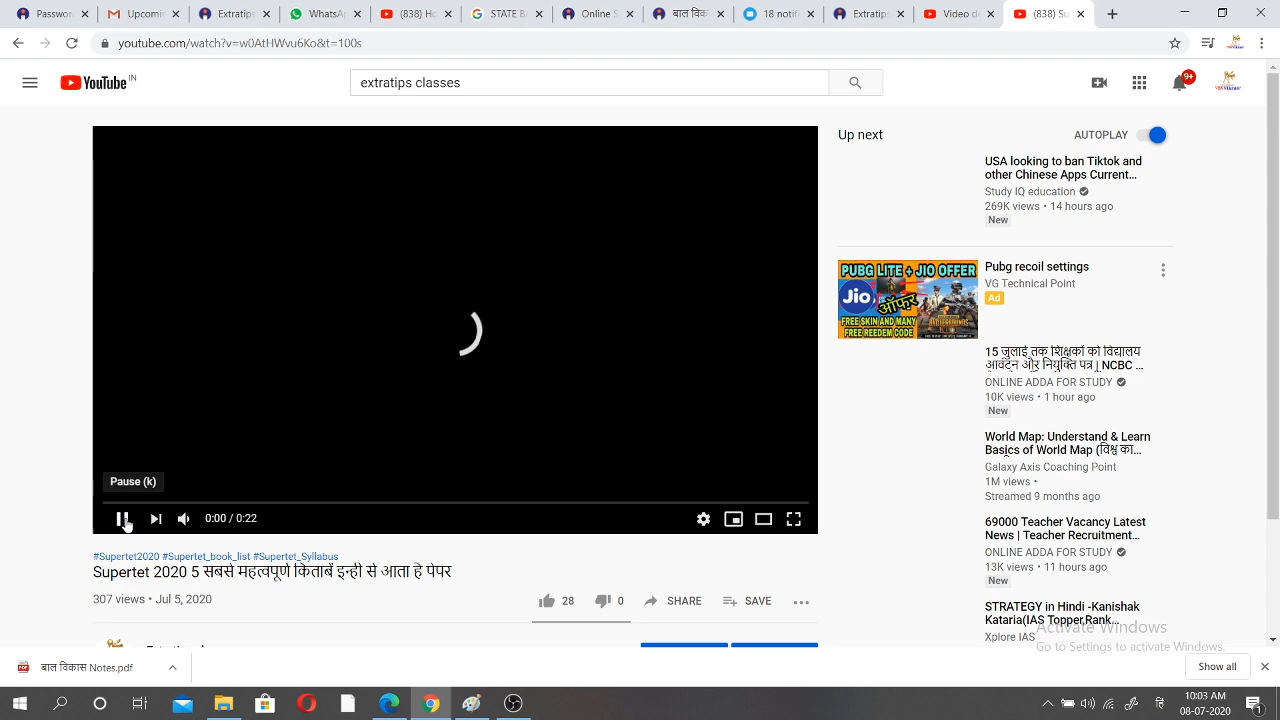 Passwor
Upcomi
Extratips
WhatsA
(838) H
STATE B
Online S
बाल विक
18 notifi
Extratips
Video d
(838) Su
youtube.com/watch?v=w0AtHWvu6Ko&t=100s
YouTube IN
extratips classes
9+
Up next
AUTOPLAY
USA looking to ban Tiktok and
other Chinese Apps Current...
Study IQ education
269K views • 14 hours ago
New
PUBG LITE + JIO OFFER
Jio
ऑफर
FREE SKIN AND MANY
FREE REEDEM CODE
Pubg recoil settings
VG Technical Point
Ad
15 जुलाई तक शिक्षकों को विद्यालय
आवंटन और नियुक्ति पत्र | NCBC ...
ONLINE ADDA FOR STUDY
10K views • 1 hour ago
New
World Map: Understand & Learn
Basics of World Map (विश्व का...
Galaxy Axis Coaching Point
1M views •
Streamed 9 months ago
69000 Teacher Vacancy Latest
News | Teacher Recruitment...
ONLINE ADDA FOR STUDY
13K views • 11 hours ago
New
STRATEGY in Hindi -Kanishak
Kataria(IAS Topper,Rank...
Xplore IAS
Pause (k)
0:00 / 0:22
#Supertet2020 #Supertet_book_list #Supertet_Syllabus
Supertet 2020 5 सबसे महत्वपूर्ण किताबें इन्ही से आता है पेपर
307 views • Jul 5, 2020
28
0
SHARE
SAVE
Activate Windows
Go to Settings to activate Windows.
बाल विकास Notes.pdf
Show all
10:03 AM
08-07-2020
1